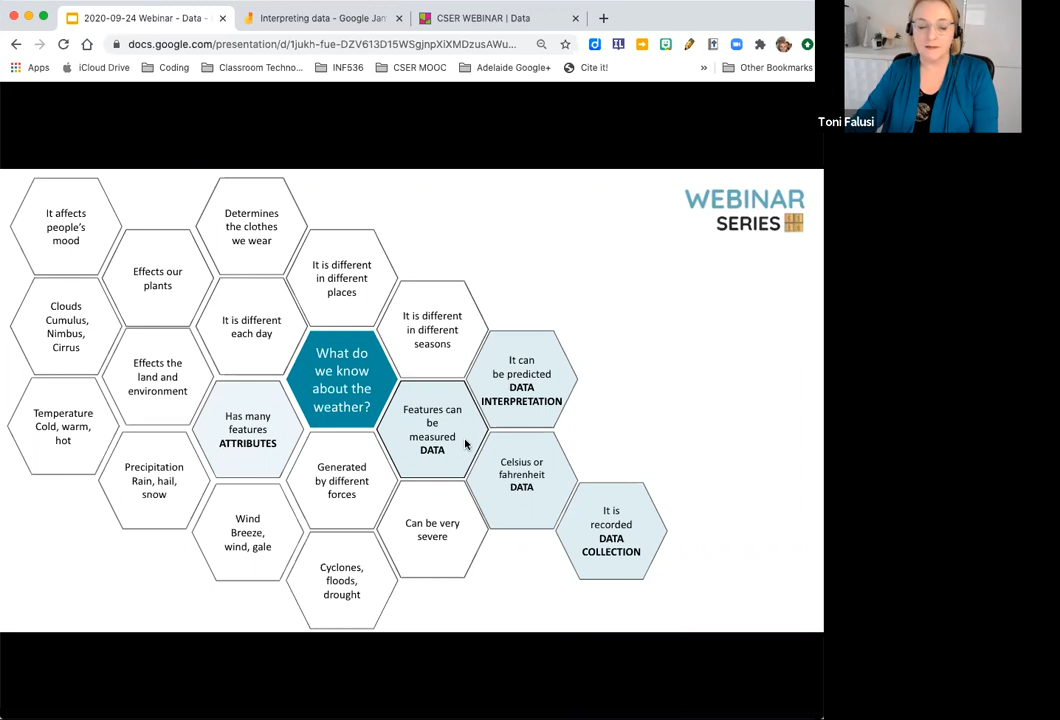 2020-09-24 Webinar - Data -
Interpreting data - Google Jam
CSER WEBINAR | Data
docs.google.com/presentation/d/1jukh-fue-DZV613D15WSgjnpXiXMDzusAWu...
Apps
iCloud Drive
Coding
Classroom Techno...
INF536
CSER MOOC
Adelaide Google+
Cite it!
»
Other Bookmarks
Toni Falusi
WEBINAR
SERIES
It affects
people's
mood
Determines
the clothes
we wear
Effects our
plants
It is different
in different
places
Clouds
Cumulus,
Nimbus,
Cirrus
It is different
each day
It is different
in different
seasons
Effects the
land and
environment
What do
we know
about the
weather?
It can
be predicted
DATA
INTERPRETATION
Temperature
Cold, warm,
hot
Has many
features
ATTRIBUTES
Features can
be
measured
DATA
Precipitation
Rain, hail,
snow
Generated
by different
forces
Celsius or
fahrenheit
DATA
Wind
Breeze,
wind, gale
Can be very
severe
It is
recorded
DATA
COLLECTION
Cyclones,
floods,
drought